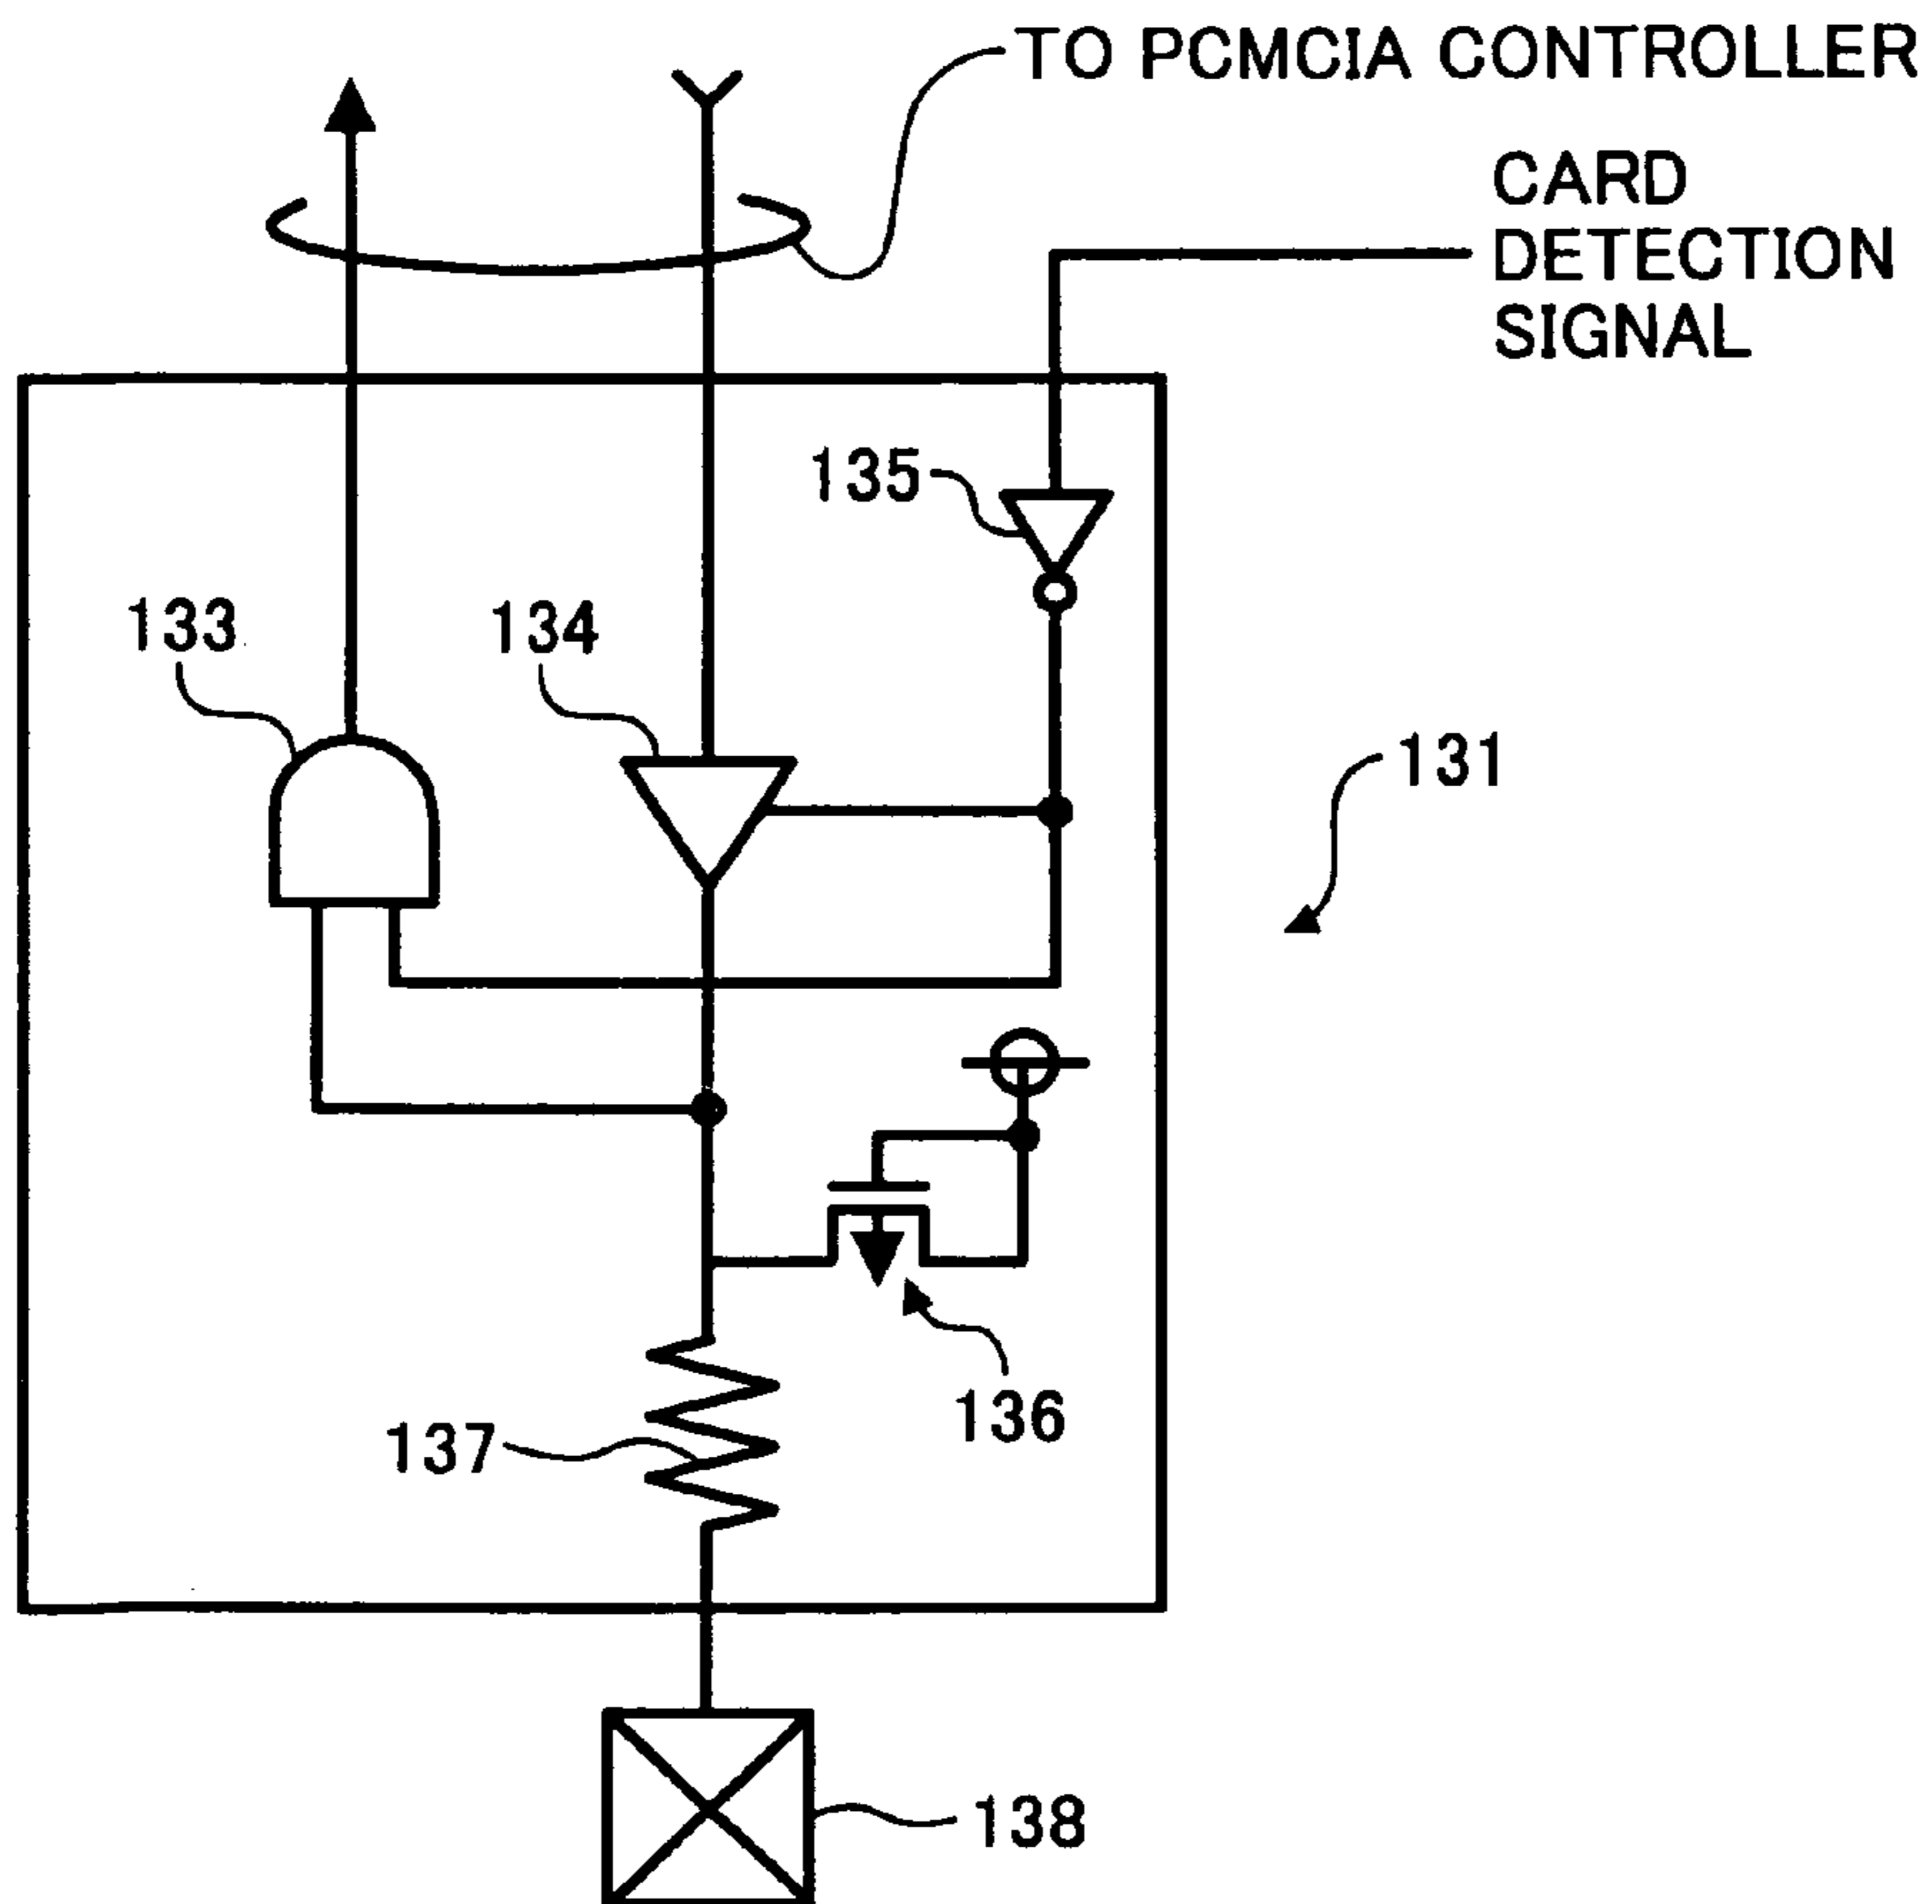 TO PCMCIA CONTROLLER
CARD
DETECTION
SIGNAL
135
133
134
131
136
137
138